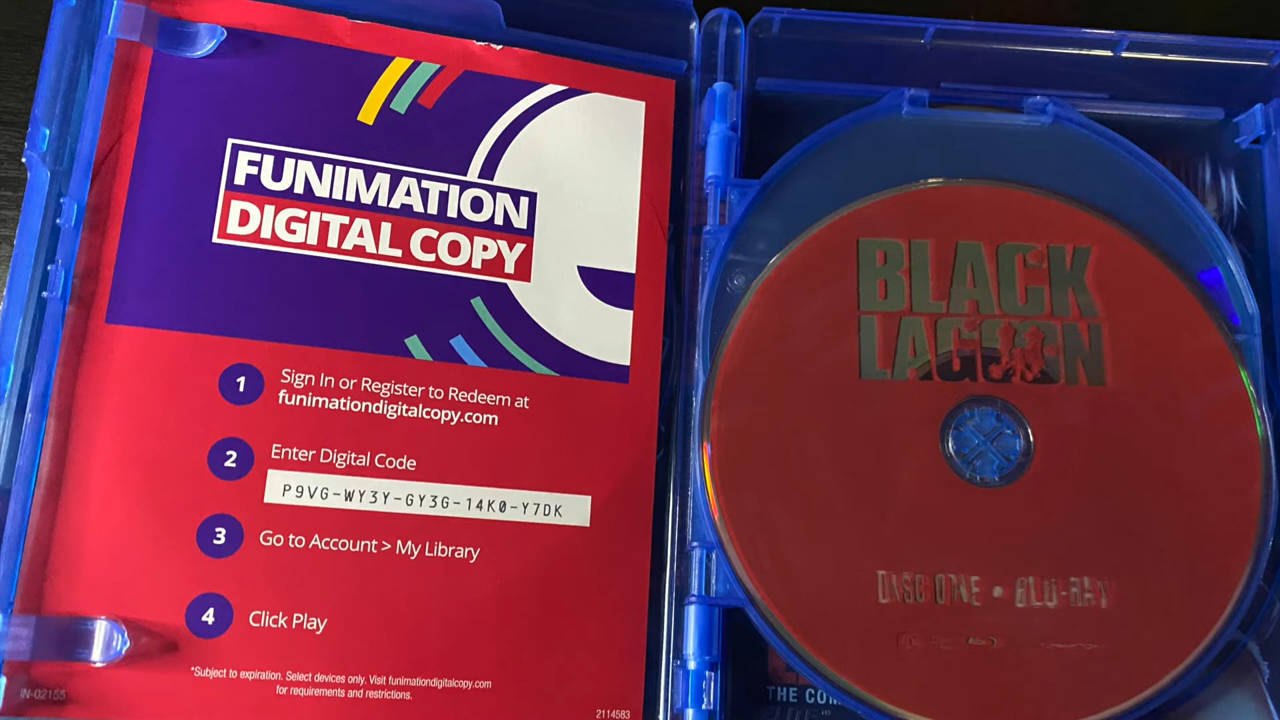 FUNIMATION
DIGITAL COPY
1
Sign In or Register to Redeem at
funimationdigitalcopy.com
2
Enter Digital Code
P9VG-WY3Y-GY3G-14K0-Y7DK
3
Go to Account > My Library
4
Click Play
*Subject to expiration. Select devices only. Visit funimationdigitalcopy.com
for requirements and restrictions.
IN-02155
2114583
BLACK
LAGOON
DISC ONE • BLU-RAY
THE COM